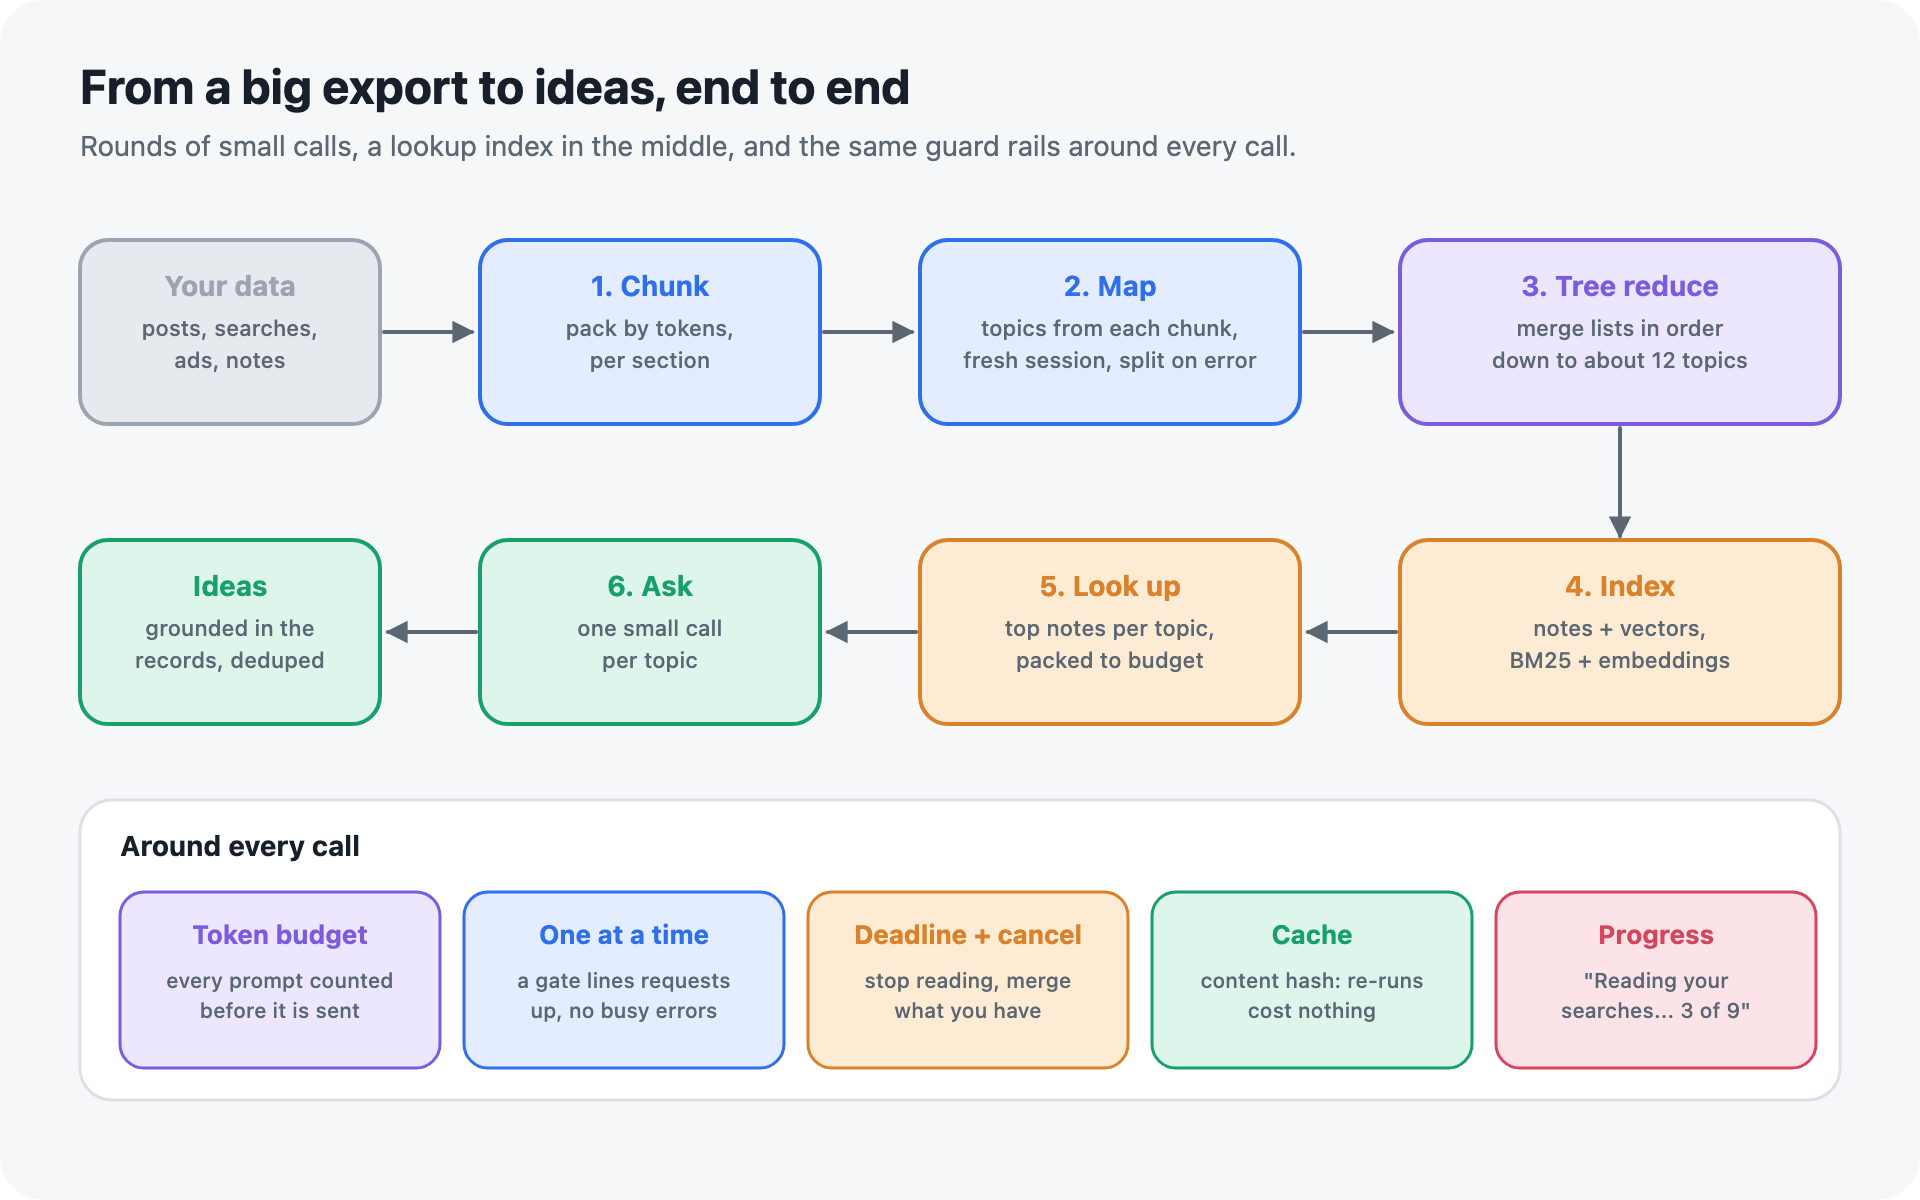 From a big export to ideas, end to end
Rounds of small calls, a lookup index in the middle, and the same guard rails around every call.
Your data
posts, searches,
ads, notes
1. Chunk
pack by tokens,
per section
2. Map
topics from each chunk,
fresh session, split on error
3. Tree reduce
merge lists in order
down to about 12 topics
4. Index
notes + vectors,
BM25 + embeddings
5. Look up
top notes per topic,
packed to budget
6. Ask
one small call
per topic
Ideas
grounded in the
records, deduped
Around every call
Token budget
every prompt counted
before it is sent
One at a time
a gate lines requests
up, no busy errors
Deadline + cancel
stop reading, merge
what you have
Cache
content hash: re-runs
cost nothing
Progress
"Reading your
searches... 3 of 9"